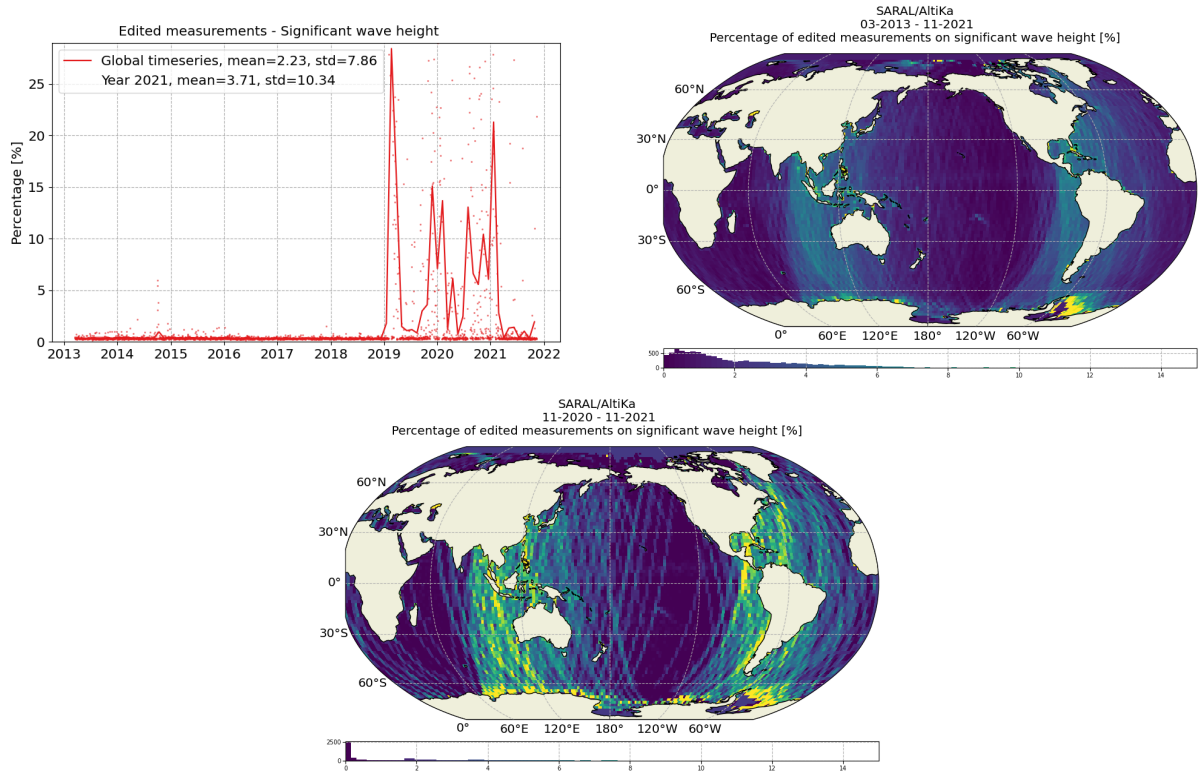 Edited measurements - Significant wave height
Percentage [%]
25
20
15
10
5
0
Global timeseries, mean=2.23, std=7.86
Year 2021, mean=3.71, std=10.34
2013 2014 2015 2016 2017 2018 2019 2020 2021 2022
SARAL/AltiKa
03-2013 - 11-2021
Percentage of edited measurements on significant wave height [%]
60°N
30°N
0°
30°S
60°S
0° 60°E 120°E 180° 120°W 60°W
500
0
0 2 4 6 8 10 12 14
SARAL/AltiKa
11-2020 - 11-2021
Percentage of edited measurements on significant wave height [%]
60°N
30°N
0°
30°S
60°S
0° 60°E 120°E 180° 120°W 60°W
2500
0
0 2 4 6 8 10 12 14